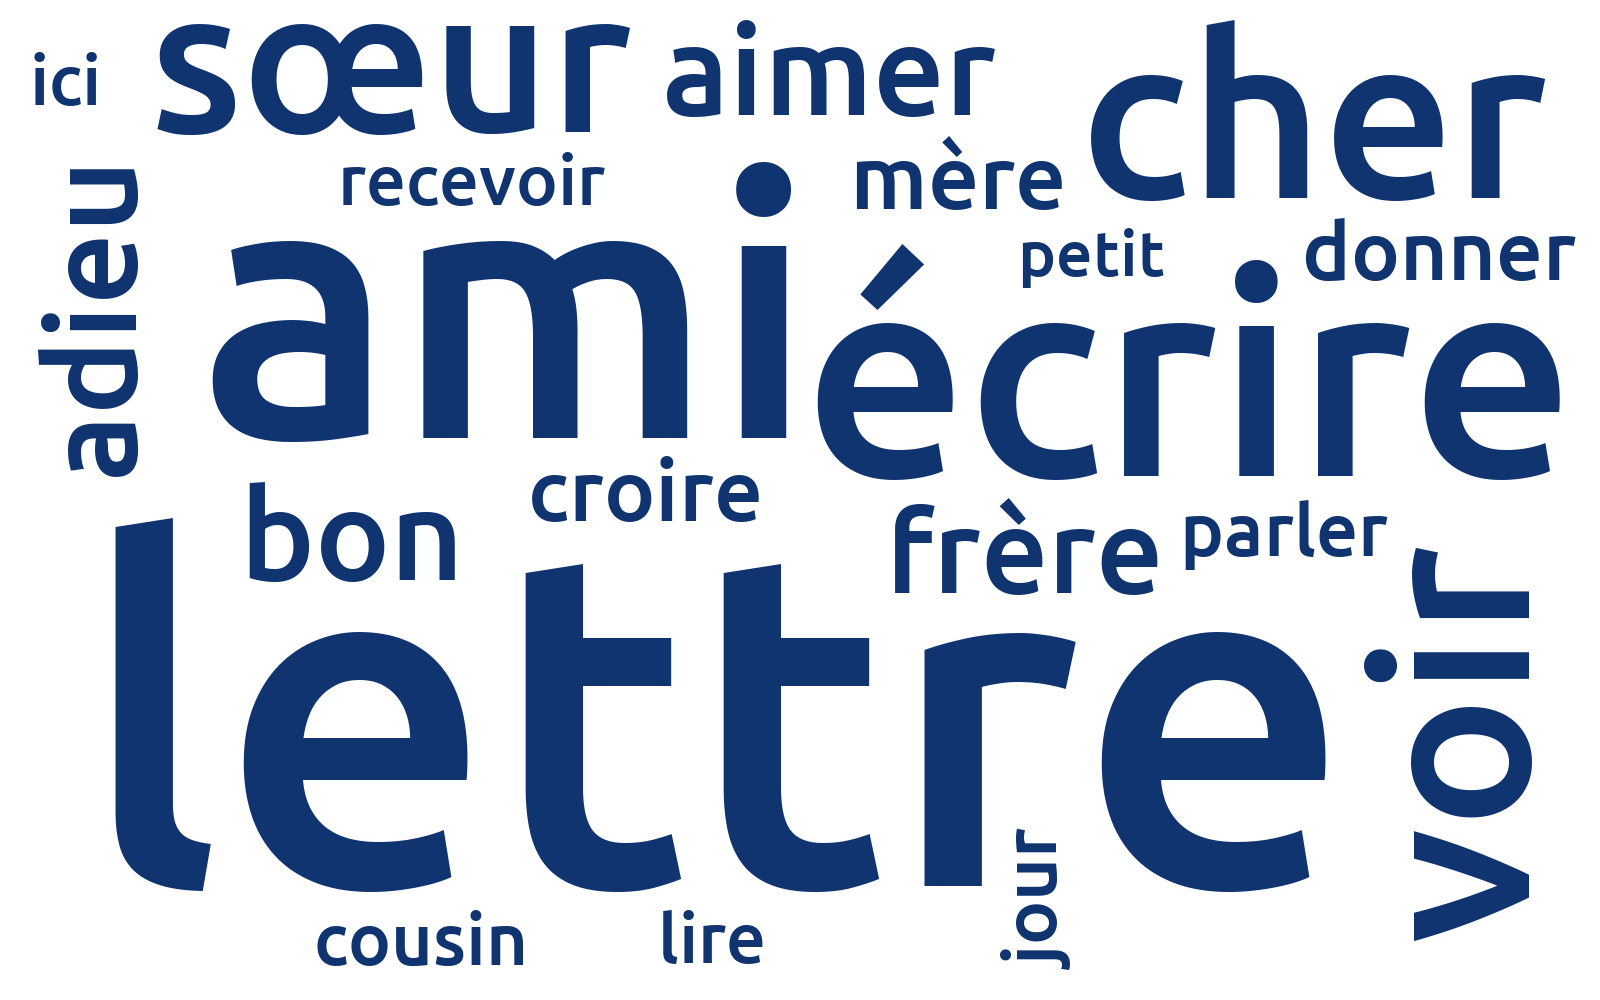 ici
sœur
aimer
cher
recevoir
mère
adieu
ami
petit
donner
écrire
croire
bon
frère
parler
lettre
voir
jour
cousin
lire